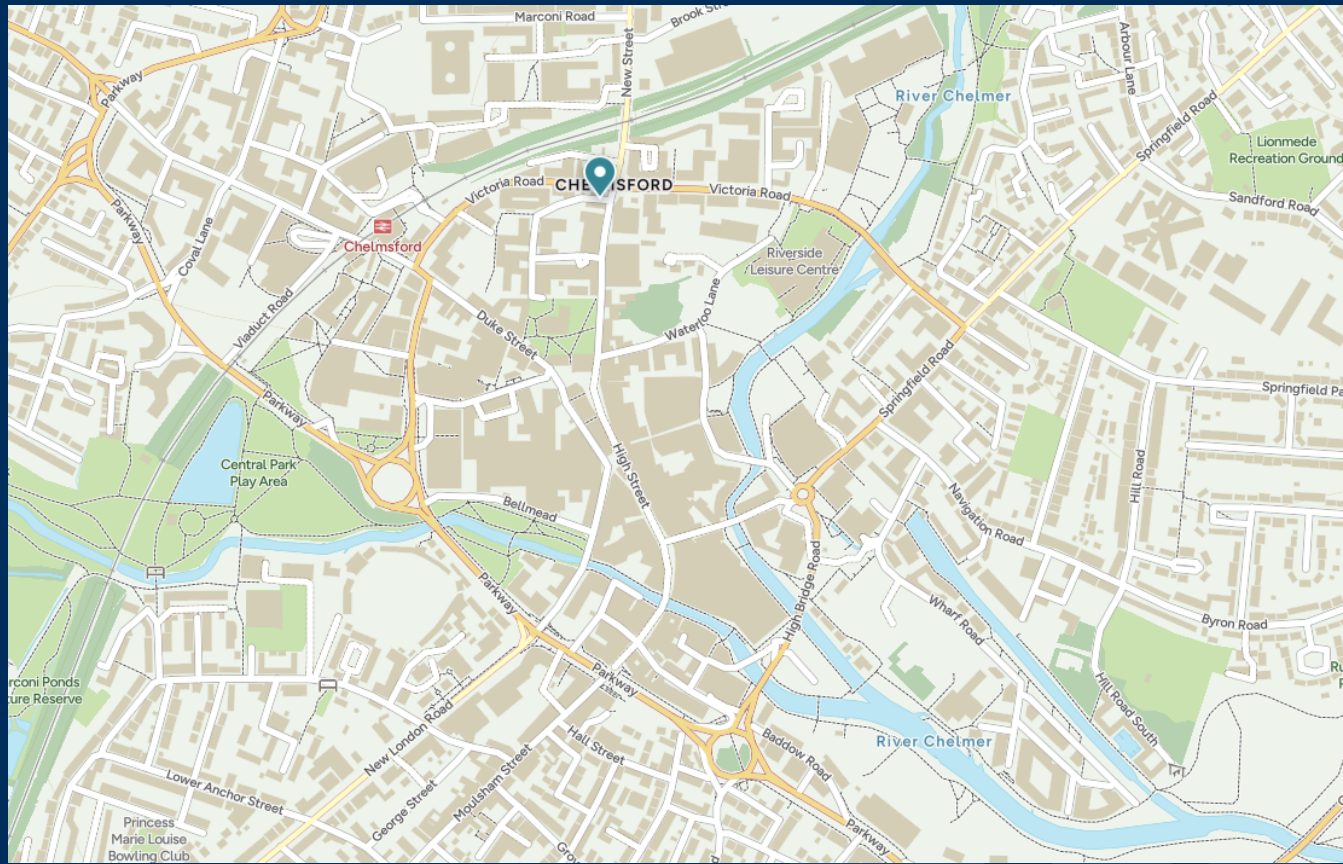 Marconi Road
Brook
New Street
Arbour Lane
Parkway
River Chelmer
Springfield Road
Lionmede
Recreation Ground
Victoria Road
Victoria Road
Sandford Road
Parkway
Coval Lane
Chelmsford
Riverside
Leisure Centre
Viaduct Road
Duke Street
Waterloo Lane
Springfield
Parkway
Springfield Road
Hill Road
High Street
Central Park
Play Area
Bellmead
Navigation Road
High Bridge Road
Parkway
Wharf Road
Byron Road
Parkway
Hill Road South
New London Road
Hall Street
Baddow Road
River Chelmer
Lower Anchor Street
George Street
Moulsham Street
Parkway
Princess
Marie Louise
Bowling Club